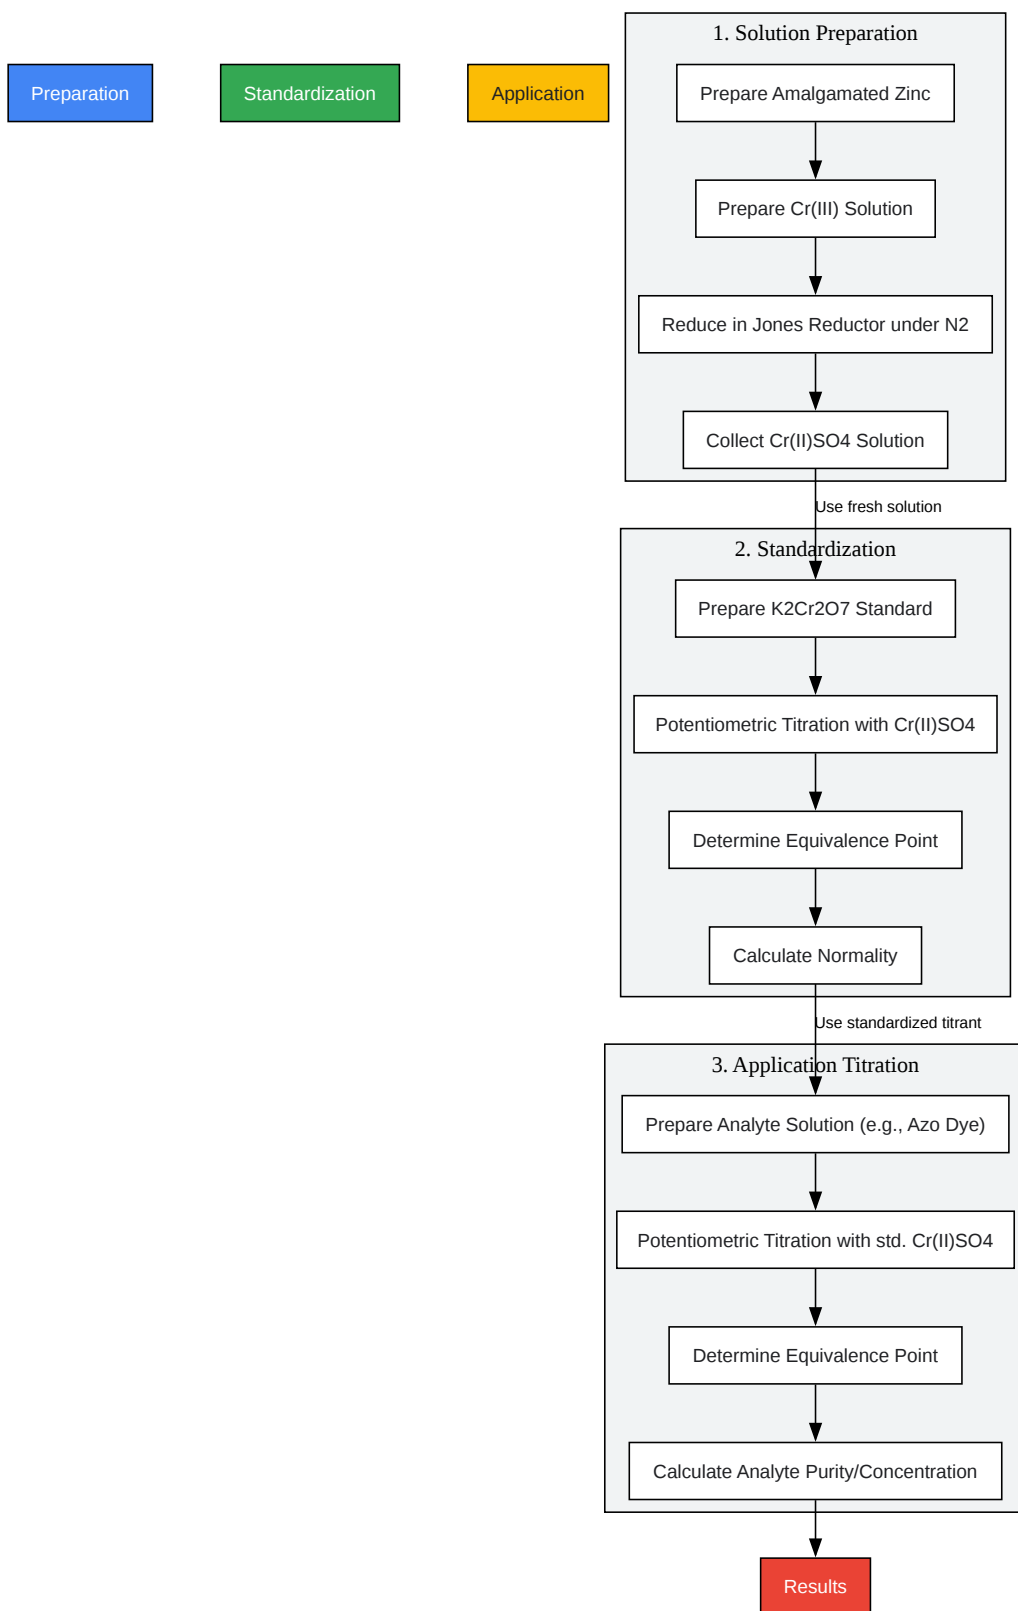 1. Solution Preparation
Preparation
Standardization
Application
Prepare Amalgamated Zinc
Prepare Cr(III) Solution
Reduce in Jones Reductor under N2
Collect Cr(II)SO4 Solution
Use fresh solution
2. Standardization
Prepare K2Cr2O7 Standard
Potentiometric Titration with Cr(II)SO4
Determine Equivalence Point
Calculate Normality
Use standardized titrant
3. Application Titration
Prepare Analyte Solution (e.g., Azo Dye)
Potentiometric Titration with std. Cr(II)SO4
Determine Equivalence Point
Calculate Analyte Purity/Concentration
Results